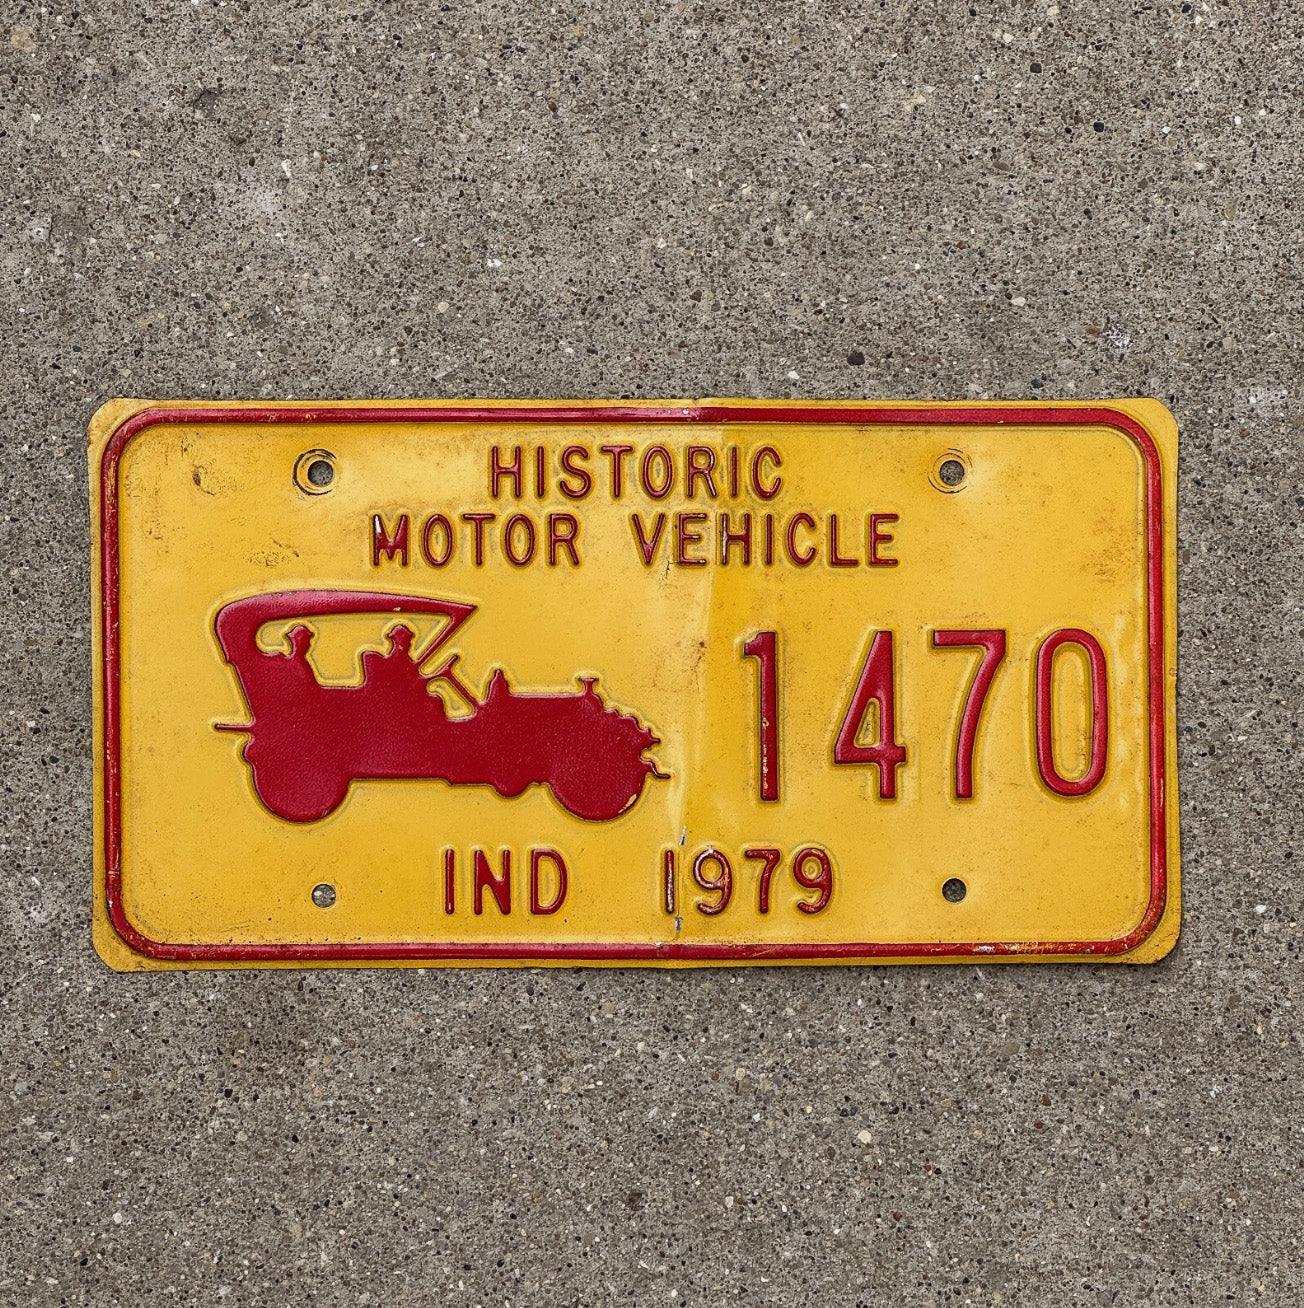 HISTORIC
MOTOR VEHICLE
1470
IND 1979